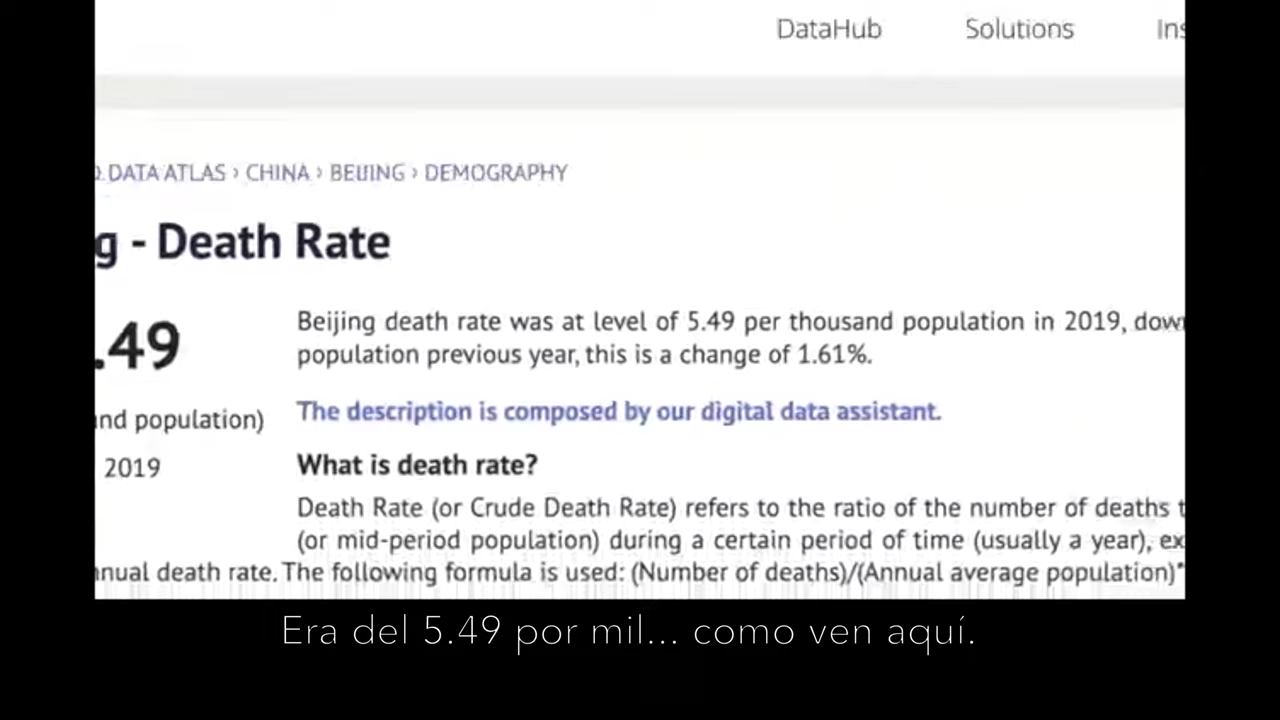 DataHub Solutions
DATA ATLAS › CHINA › BEIJING › DEMOGRAPHY
g - Death Rate
.49
Beijing death rate was at level of 5.49 per thousand population in 2019, down
population previous year, this is a change of 1.61%.
nd population)
The description is composed by our digital data assistant.
2019
What is death rate?
Death Rate (or Crude Death Rate) refers to the ratio of the number of deaths
(or mid-period population) during a certain period of time (usually a year),
nnual death rate. The following formula is used: (Number of deaths)/(Annual average population)*
Era del 5.49 por mil... como ven aquí.